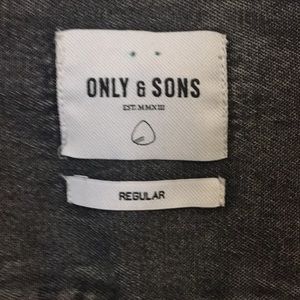 ONLY & SONS
EST. MMXIII
REGULAR